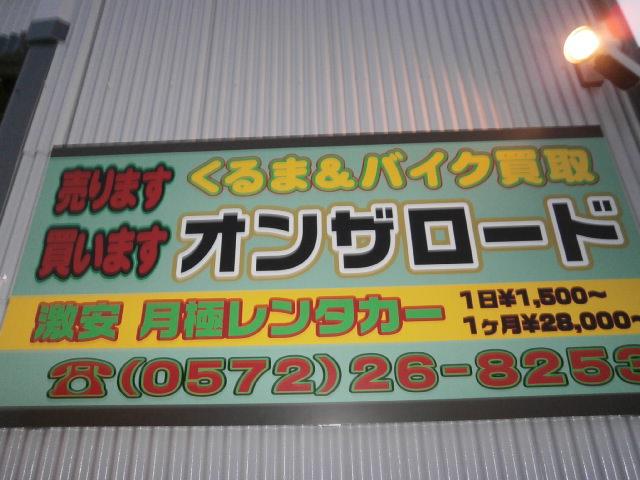 売ります くるま&バイク買取
買います オンザロード
激安 月極レンタカー 1日¥1,500～
1ヶ月¥28,000～
☎(0572)26-8253